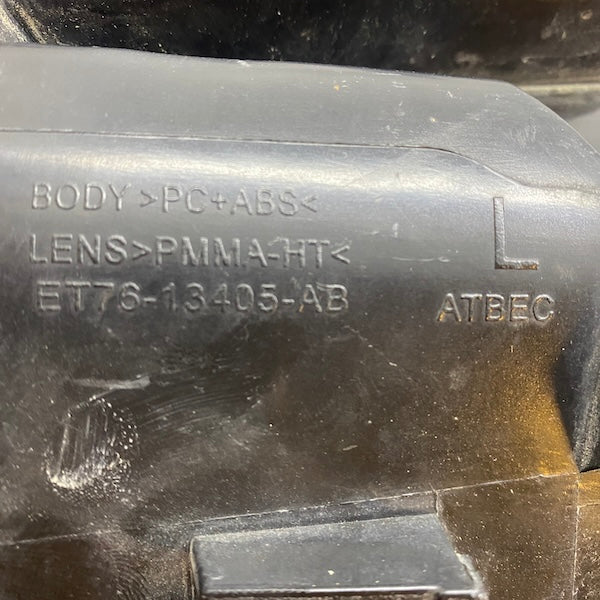 BODY >PC+ABS<
LENS>PMMA-HT<
ET76-13405-AB
L
ATBEC